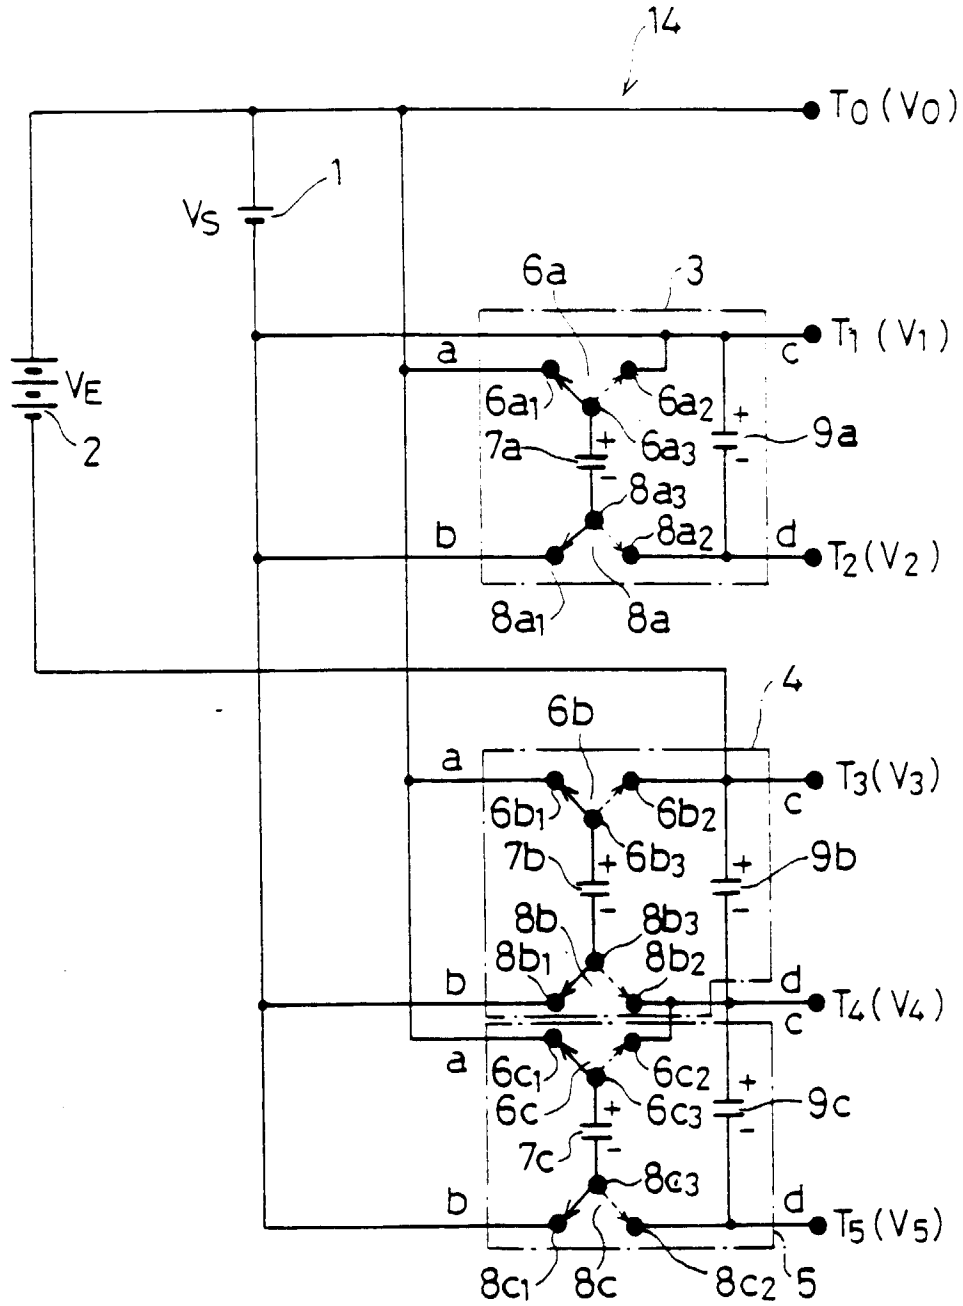 14
T0 (V0)
1
VS
6a
3
T1 (V1)
a
c
VE
6a1
6a2
+
9a
2
7a
+
6a3
-
-
8a3
b
8a2
d
T2 (V2)
8a1
8a
4
6b
a
T3 (V3)
c
6b1
6b2
7b
+
6b3
+
9b
-
-
8b
8b3
8b1
8b2
b
d
T4 (V4)
c
a
6c1
6c2
6c
6c3
+
9c
+
-
7c
-
8c3
b
d
T5 (V5)
8c1
8c
8c2
5